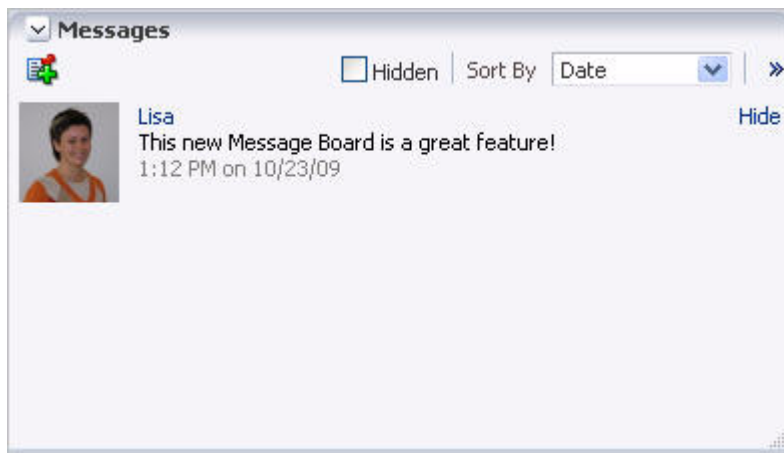 Messages
Hidden Sort By Date »
Lisa Hide
This new Message Board is a great feature!
1:12 PM on 10/23/09